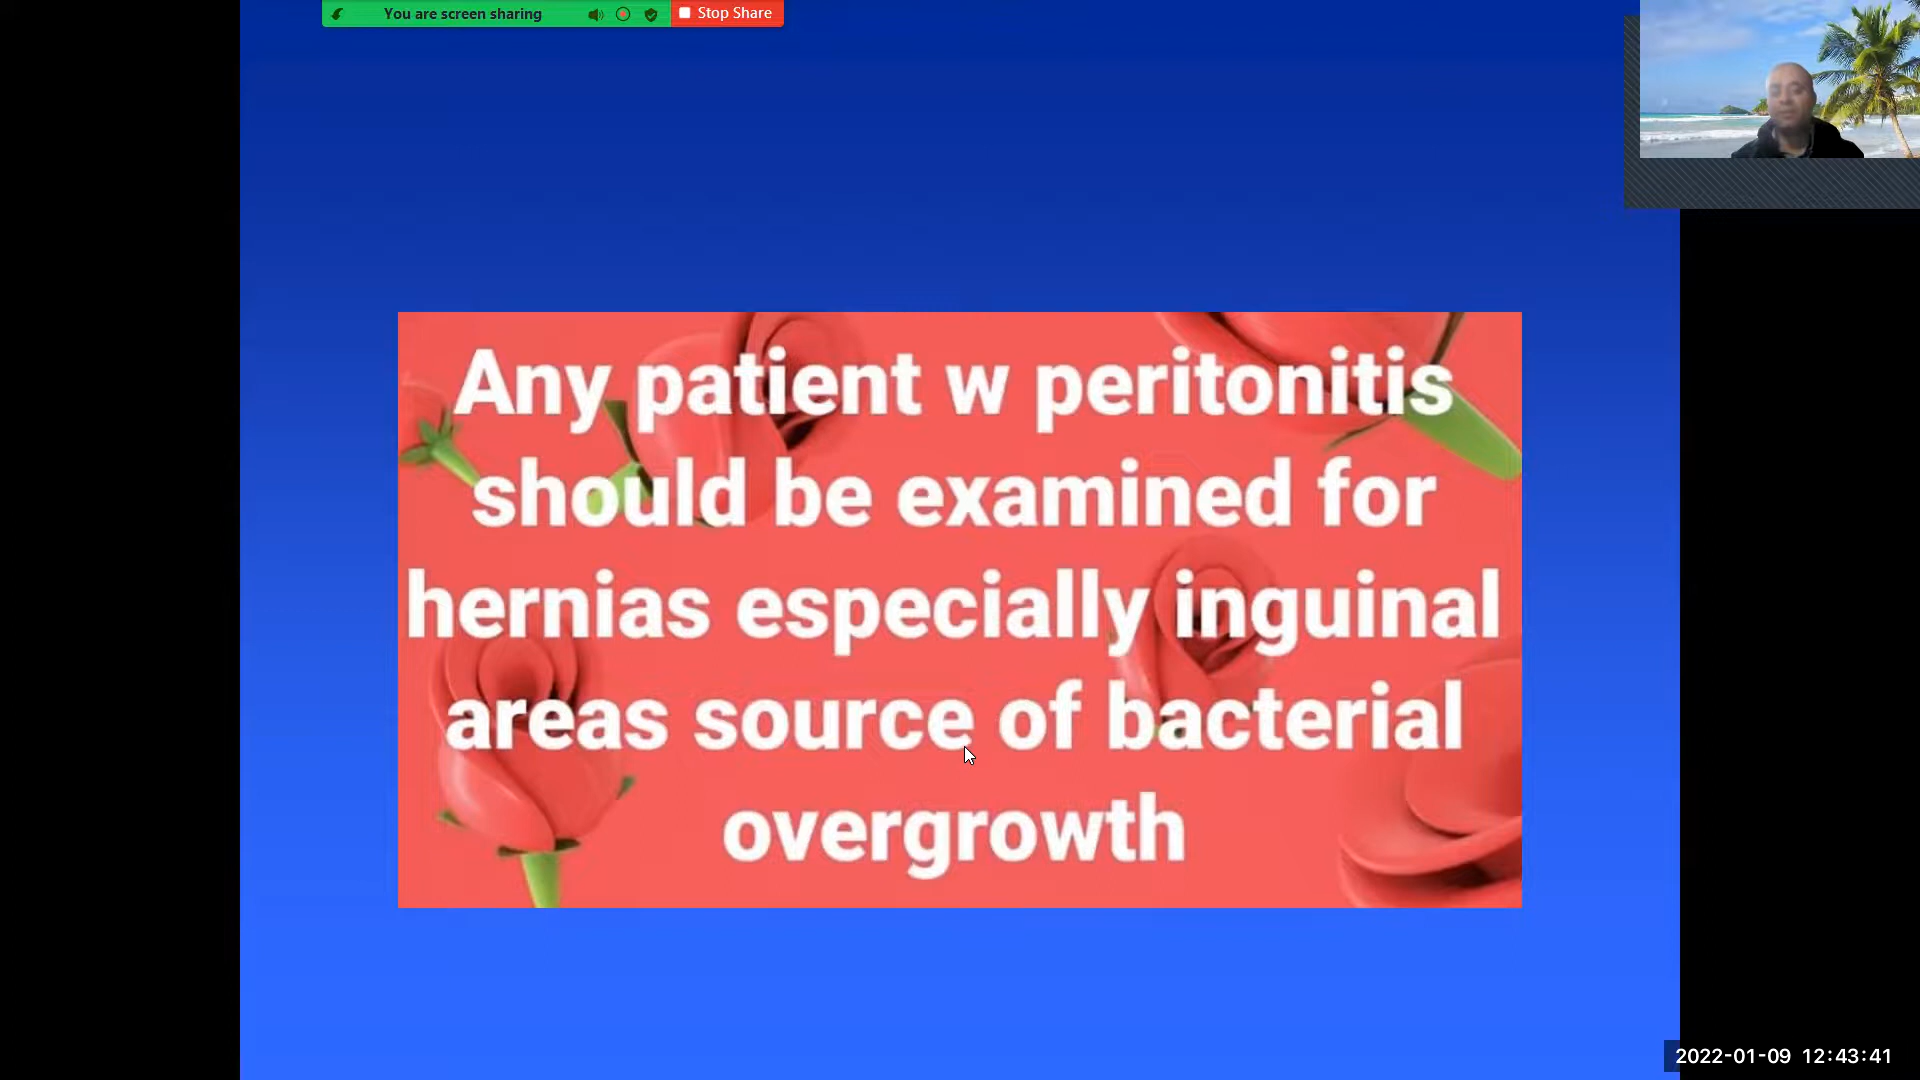 You are screen sharing
Stop Share
Any patient w peritonitis
should be examined for
hernias especially inguinal
areas source of bacterial
overgrowth
2022-01-09 12:43:41